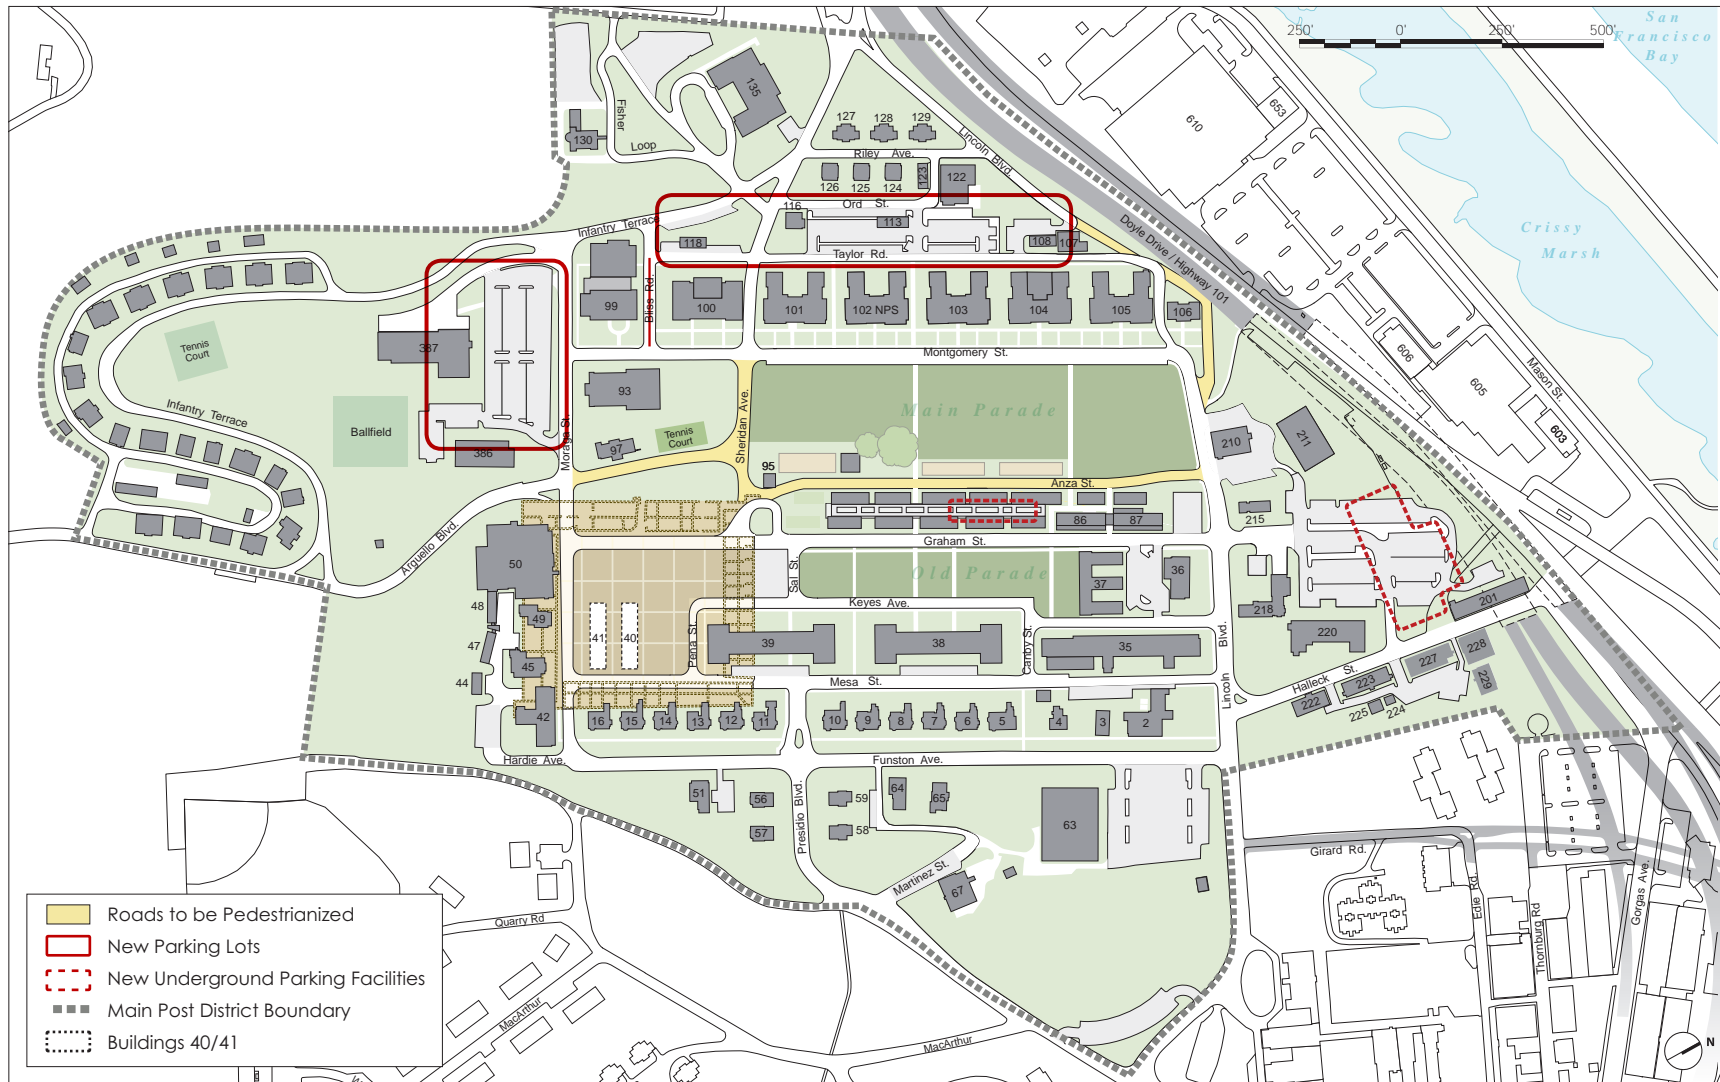 250'
0'
250'
500'
San
Francisco
Bay
135
Fisher
Loop
130
127
128
129
Lincoln Blvd.
Riley Ave.
126
125
124
123
122
653
610
Crissy
Marsh
Infantry Terrace
116
Ord St.
113
118
108
107
Taylor Rd.
Doyle Drive / Highway 101
99
Bliss Rd.
100
101
102 NPS
103
104
105
106
Montgomery St.
Tennis
Court
387
606
605
Mason St.
603
Infantry Terrace
Ballfield
386
Moraga St.
93
97
Tennis
Court
Sheridan Ave.
Main Parade
95
Anza St.
210
211
215
86
87
Graham St.
Arguello Blvd.
50
Sal St.
Old Parade
37
36
Keyes Ave.
48
49
47
45
44
42
41
40
Pena St.
39
38
Canby St.
35
Lincoln Blvd.
218
220
201
Mesa St.
Halleck St.
227
228
229
223
222
225
224
16
15
14
13
12
11
10
9
8
7
6
5
4
3
2
Hardie Ave.
Funston Ave.
51
56
57
Presidio Blvd.
59
58
64
65
63
Martinez St.
67
Girard Rd.
Edie Rd.
Thornburg Rd
Gorgas Ave.
Quarry Rd
MacArthur
MacArthur
N
Roads to be Pedestrianized
New Parking Lots
New Underground Parking Facilities
Main Post District Boundary
Buildings 40/41